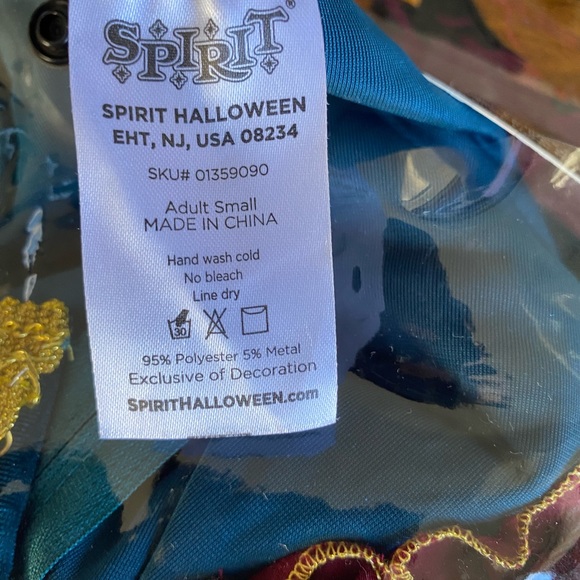 SPIRIT®
SPIRIT HALLOWEEN
EHT, NJ, USA 08234
SKU# 01359090
Adult Small
MADE IN CHINA
Hand wash cold
No bleach
Line dry
30
95% Polyester 5% Metal
Exclusive of Decoration
SPIRITHALLOWEEN.com